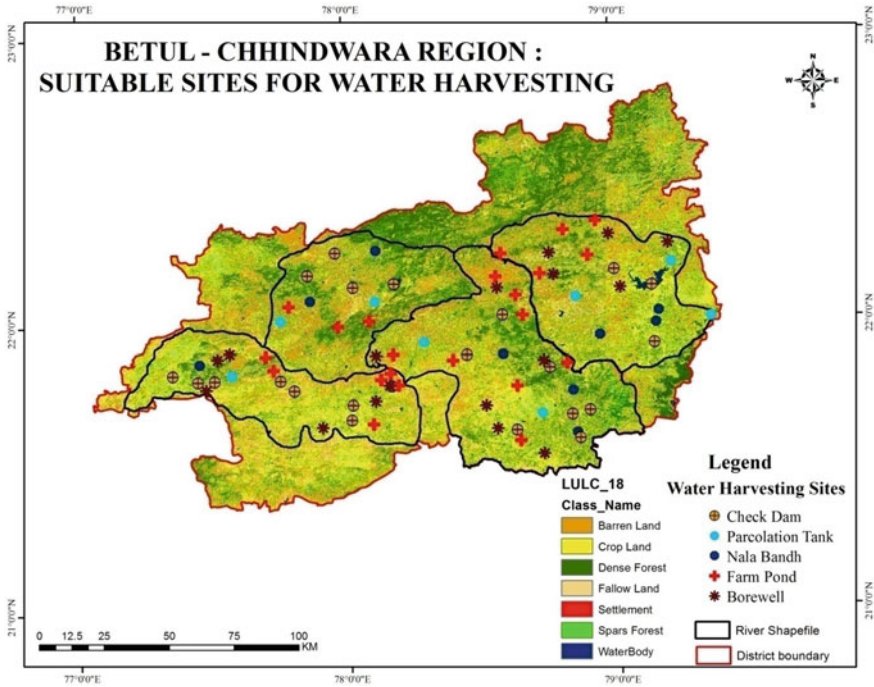 77°0'0"E
78°0'0"E
79°0'0"E
23°0'0"N
23°0'0"N
BETUL - CHHINDWARA REGION :
SUITABLE SITES FOR WATER HARVESTING
N
W
E
S
22°0'0"N
22°0'0"N
Legend
LULC_18
Water Harvesting Sites
Class_Name
Barren Land
Check Dam
Crop Land
Parcolation Tank
Dense Forest
Nala Bandh
Fallow Land
Farm Pond
Settlement
Borewell
Spars Forest
River Shapefile
WaterBody
District boundary
21°0'0"N
21°0'0"N
0 12.5 25 50 75 100
KM
77°0'0"E
78°0'0"E
79°0'0"E